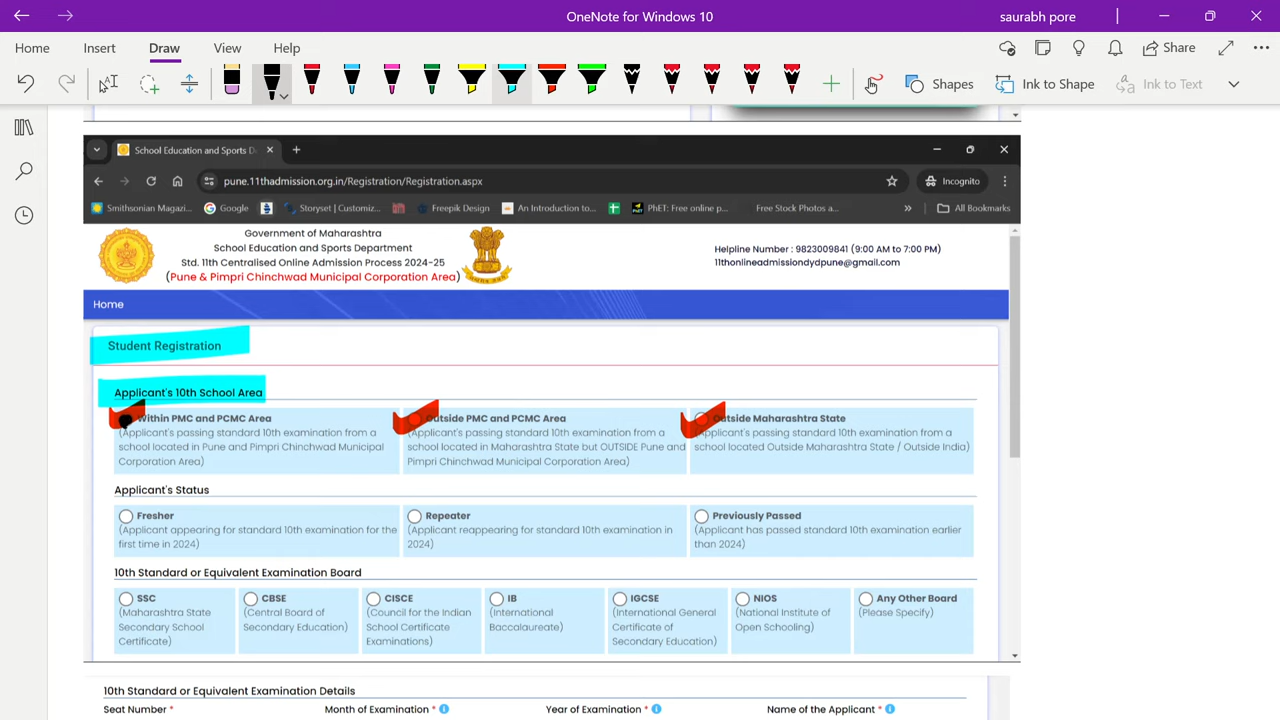 OneNote for Windows 10
saurabh pore
Home Insert Draw View Help
Share
Shapes Ink to Shape Ink to Text
School Education and Sports D
pune.11thadmission.org.in/Registration/Registration.aspx
Incognito
Smithsonian Magazi... Google Storyset | Customiz... Freepik Design An Introduction to... PhET: Free online p... Free Stock Photos a... » All Bookmarks
Government of Maharashtra
School Education and Sports Department
Std. 11th Centralised Online Admission Process 2024-25
(Pune & Pimpri Chinchwad Municipal Corporation Area)
Helpline Number : 9823009841 (9:00 AM to 7:00 PM)
11thonlineadmissiondydpune@gmail.com
Home
Student Registration
Applicant's 10th School Area
Within PMC and PCMC Area
(Applicant's passing standard 10th examination from a
school located in Pune and Pimpri Chinchwad Municipal
Corporation Area)
Outside PMC and PCMC Area
(Applicant's passing standard 10th examination from a
school located in Maharashtra State but OUTSIDE Pune and
Pimpri Chinchwad Municipal Corporation Area)
Outside Maharashtra State
(Applicant's passing standard 10th examination from a
school located Outside Maharashtra State / Outside India)
Applicant's Status
Fresher
(Applicant appearing for standard 10th examination for the
first time in 2024)
Repeater
(Applicant reappearing for standard 10th examination in
2024)
Previously Passed
(Applicant has passed standard 10th examination earlier
than 2024)
10th Standard or Equivalent Examination Board
SSC
(Maharashtra State
Secondary School
Certificate)
CBSE
(Central Board of
Secondary Education)
CISCE
(Council for the Indian
School Certificate
Examinations)
IB
(International
Baccalaureate)
IGCSE
(International General
Certificate of
Secondary Education)
NIOS
(National Institute of
Open Schooling)
Any Other Board
(Please Specify)
10th Standard or Equivalent Examination Details
Seat Number * Month of Examination * Year of Examination * Name of the Applicant *